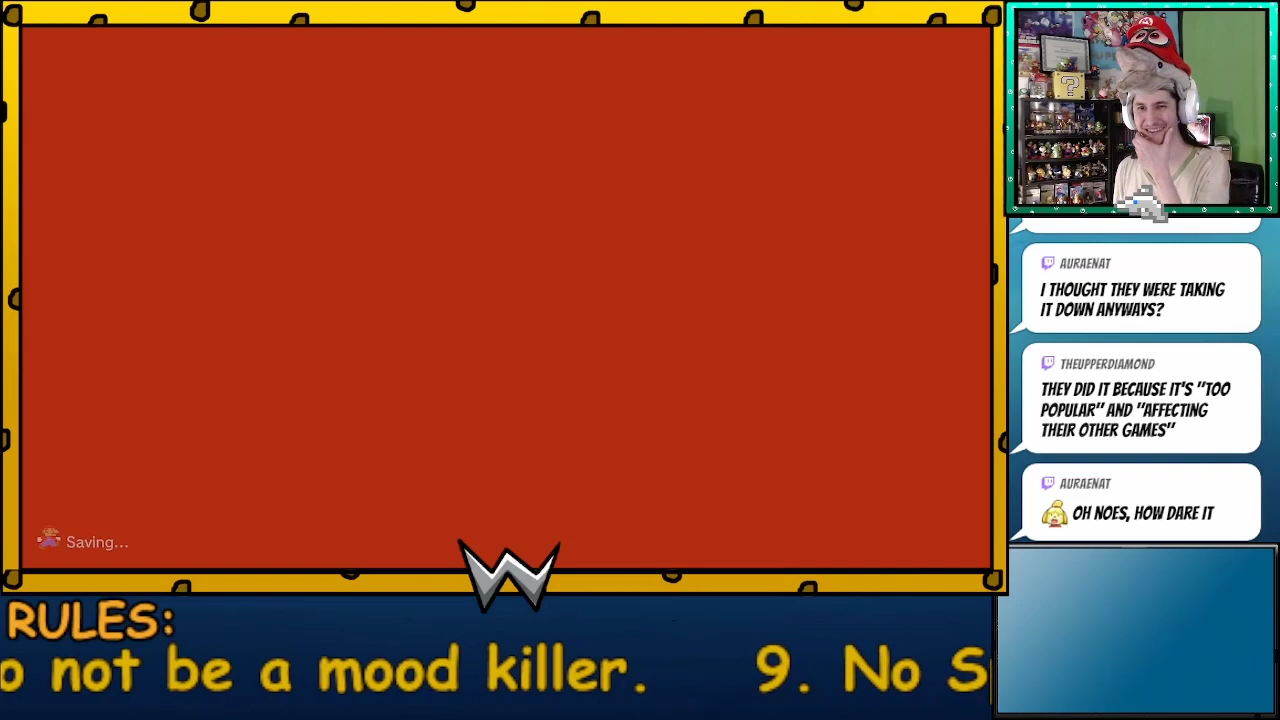 AURAENAT
I THOUGHT THEY WERE TAKING
IT DOWN ANYWAYS?
THEUPPERDIAMOND
THEY DID IT BECAUSE IT'S "TOO
POPULAR" AND "AFFECTING
THEIR OTHER GAMES"
AURAENAT
OH NOES, HOW DARE IT
Saving...
RULES:
o not be a mood killer. 9. No S